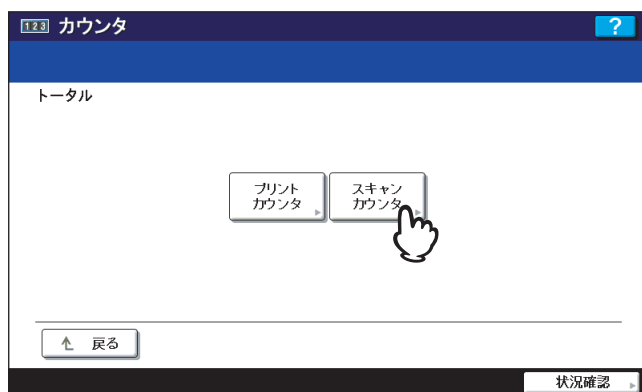 123 カウンタ
?
トータル
プリント
カウンタ
スキャン
カウンタ
戻る
状況確認